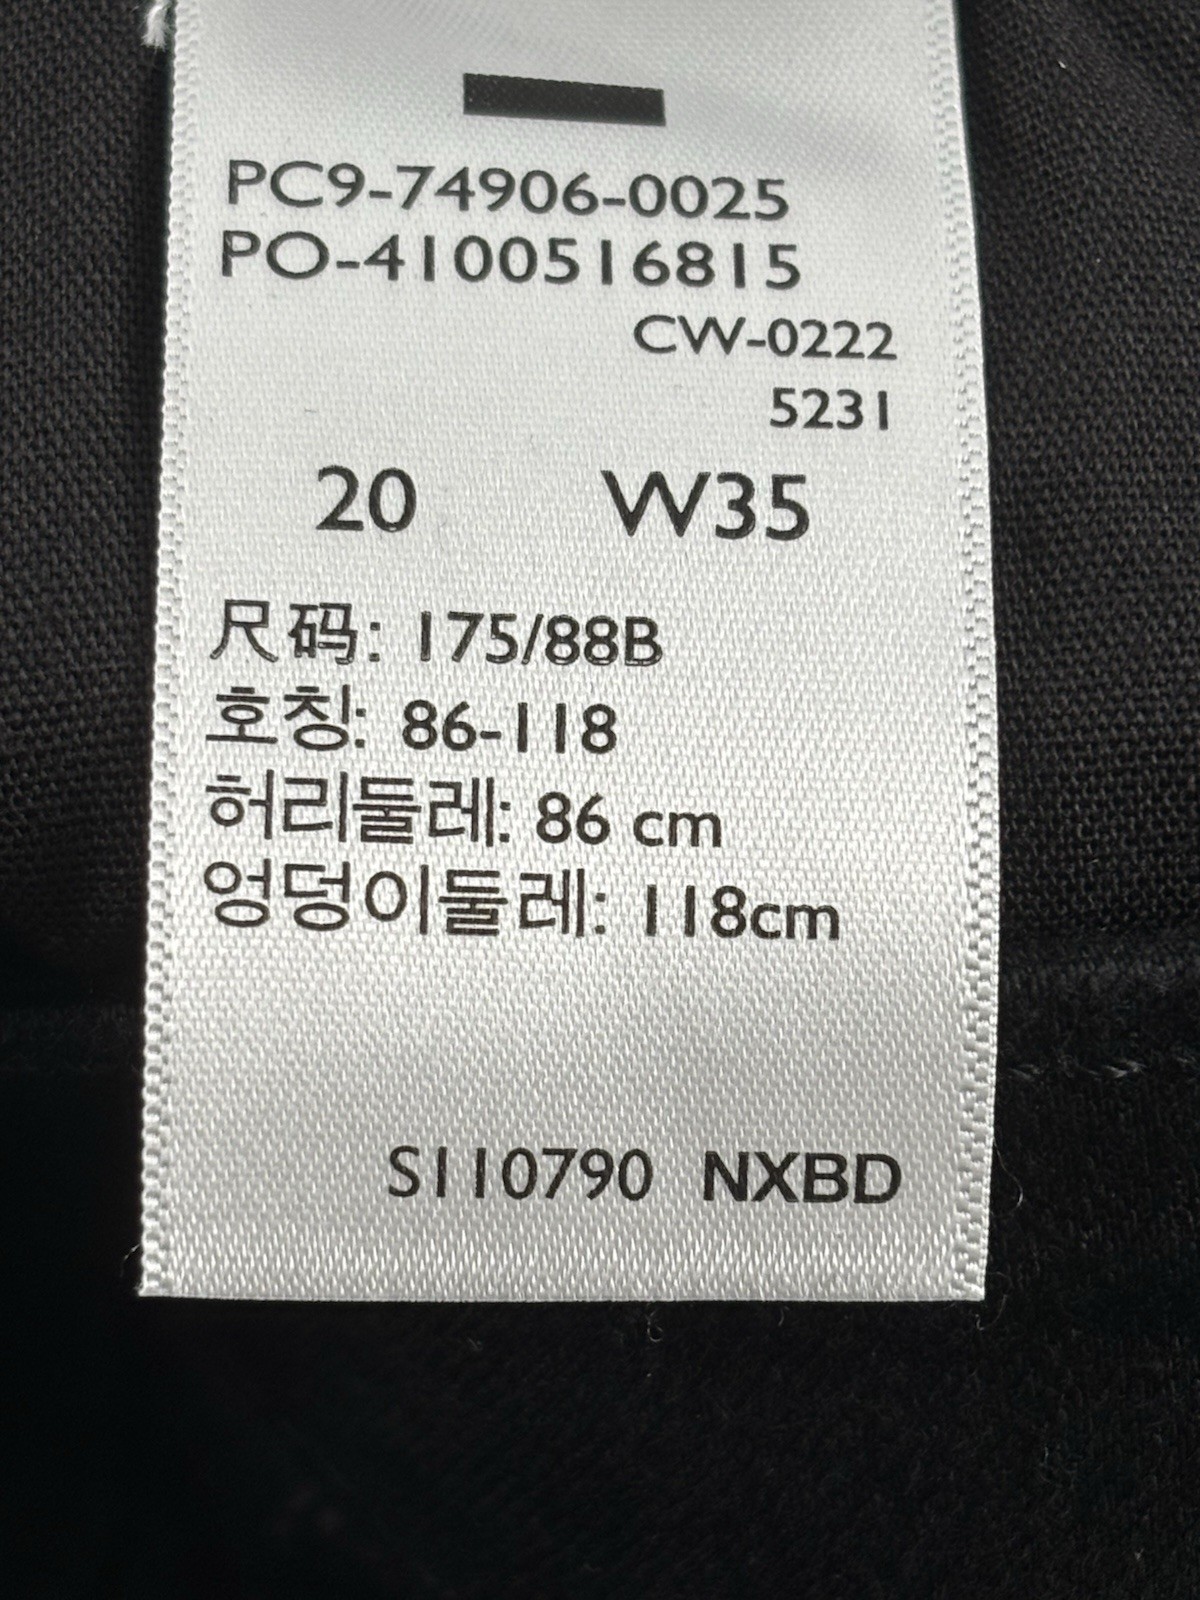 PC9-74906-0025
PO-4100516815
CW-0222
5231
20 W35
尺码: 175/88B
호칭: 86-118
허리둘레: 86 cm
엉덩이둘레: 118cm
S110790 NXBD